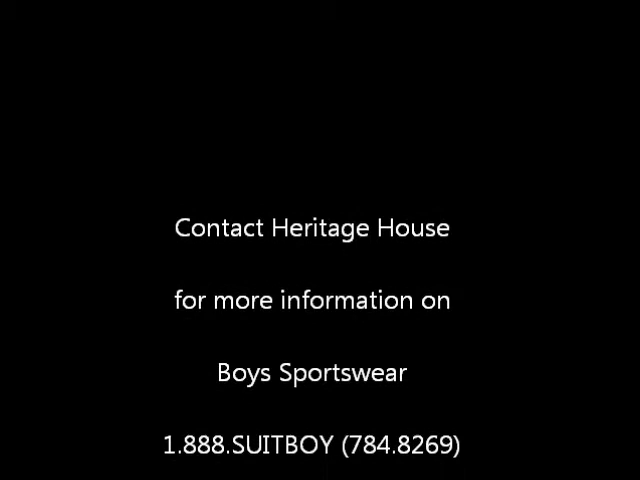 Contact Heritage House
for more information on
Boys Sportswear
1.888.SUITBOY (784.8269)